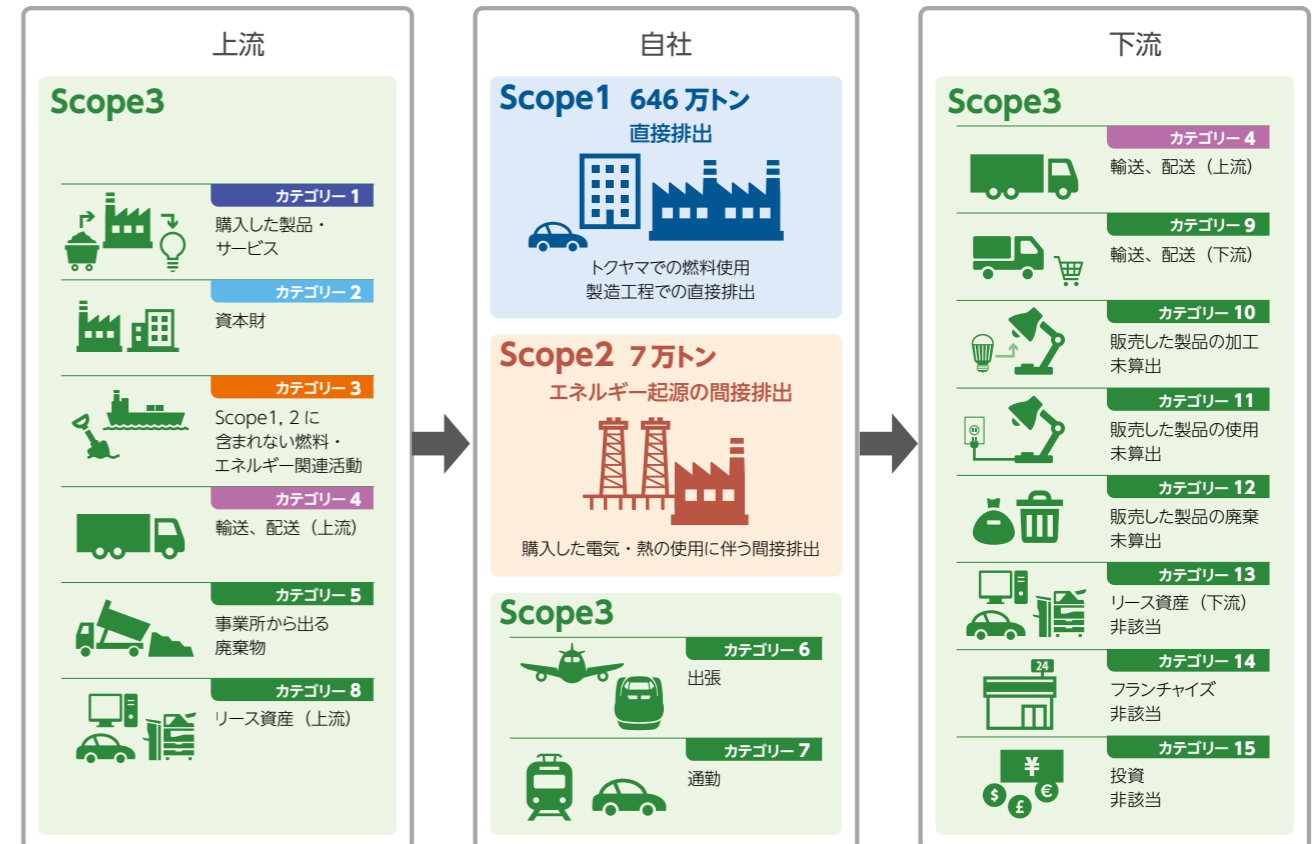 上流
Scope3
カテゴリー 1
購入した製品・
サービス
カテゴリー 2
資本財
カテゴリー 3
Scope1, 2 に
含まれない燃料・
エネルギー関連活動
カテゴリー 4
輸送、配送（上流）
カテゴリー 5
事業所から出る
廃棄物
カテゴリー 8
リース資産（上流）
自社
Scope1 646 万トン
直接排出
トクヤマでの燃料使用
製造工程での直接排出
Scope2 7 万トン
エネルギー起源の間接排出
購入した電気・熱の使用に伴う間接排出
Scope3
カテゴリー 6
出張
カテゴリー 7
通勤
下流
Scope3
カテゴリー 4
輸送、配送（上流）
カテゴリー 9
輸送、配送（下流）
カテゴリー 10
販売した製品の加工
未算出
カテゴリー 11
販売した製品の使用
未算出
カテゴリー 12
販売した製品の廃棄
未算出
カテゴリー 13
リース資産（下流）
非該当
カテゴリー 14
24
フランチャイズ
非該当
カテゴリー 15
¥
$ £ €
投資
非該当